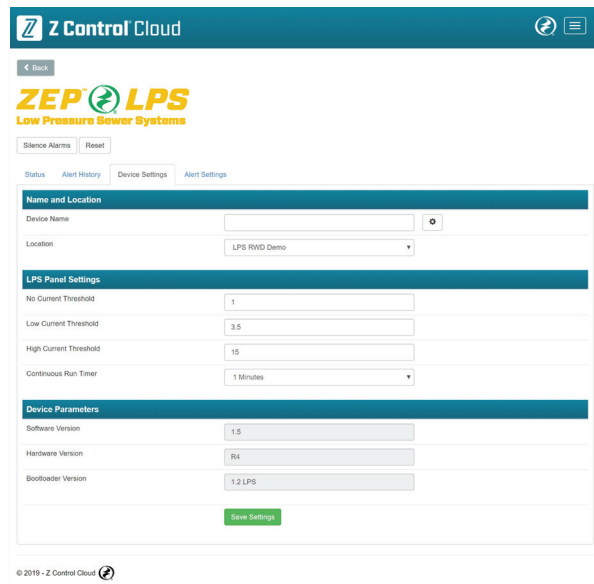 Z Control® Cloud
Back
ZEP™ LPS
Low Pressure Sewer Systems
Silence Alarms Reset
Status Alert History Device Settings Alert Settings
Name and Location
Device Name
Location LPS RWD Demo
LPS Panel Settings
No Current Threshold 1
Low Current Threshold 3.5
High Current Threshold 15
Continuous Run Timer 1 Minutes
Device Parameters
Software Version 1.5
Hardware Version R4
Bootloader Version 1.2 LPS
Save Settings
© 2019 - Z Control Cloud